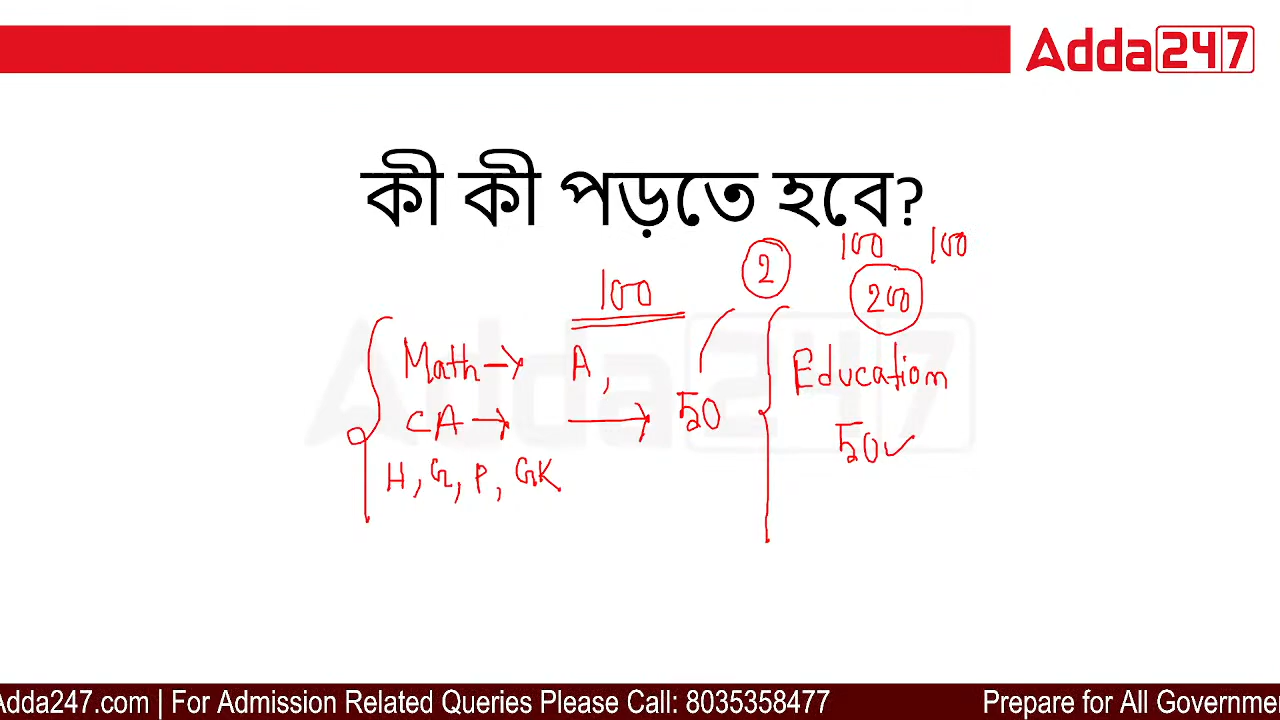 Adda247
কী কী পড়তে হবে?
100
2
100 100
200
Math → A,
CA → → 50
H, G, P, GK
Education
50✓
Adda247.com | For Admission Related Queries Please Call: 8035358477 Prepare for All Governme